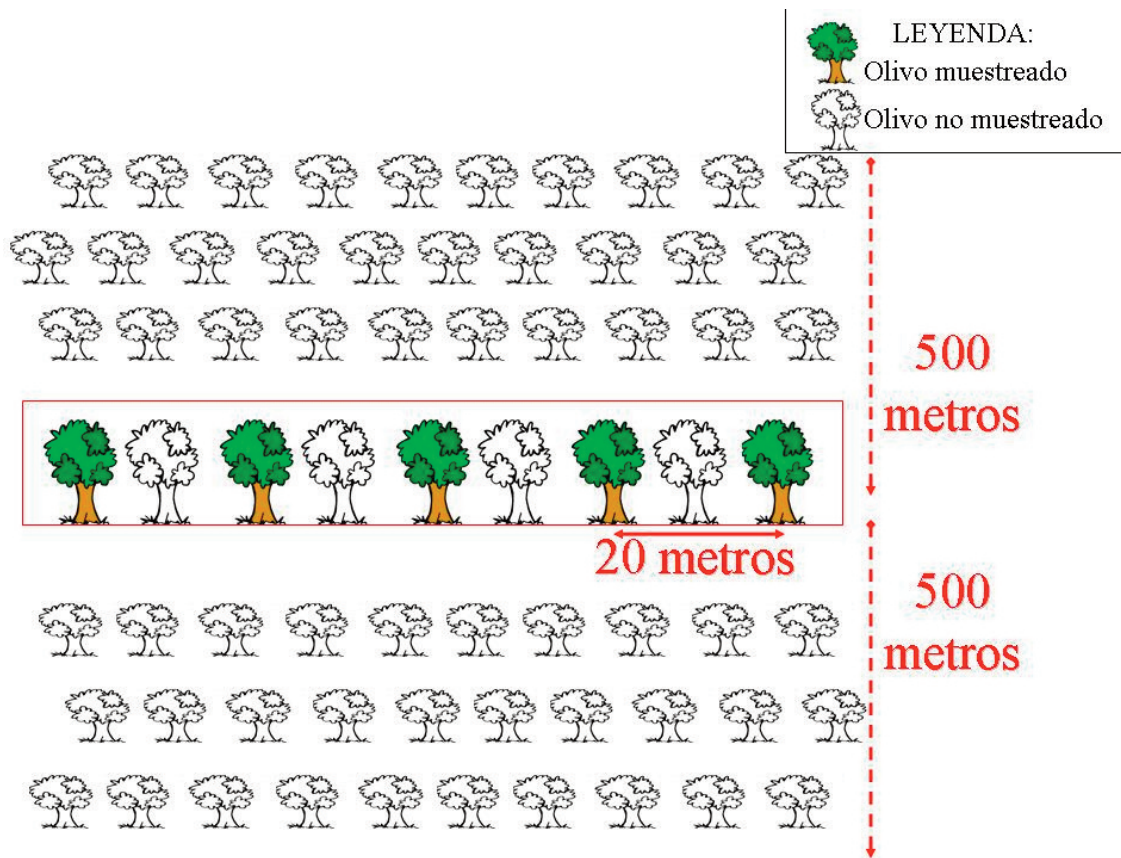 LEYENDA:
Olivo muestreado
Olivo no muestreado
500
metros
20 metros
500
metros